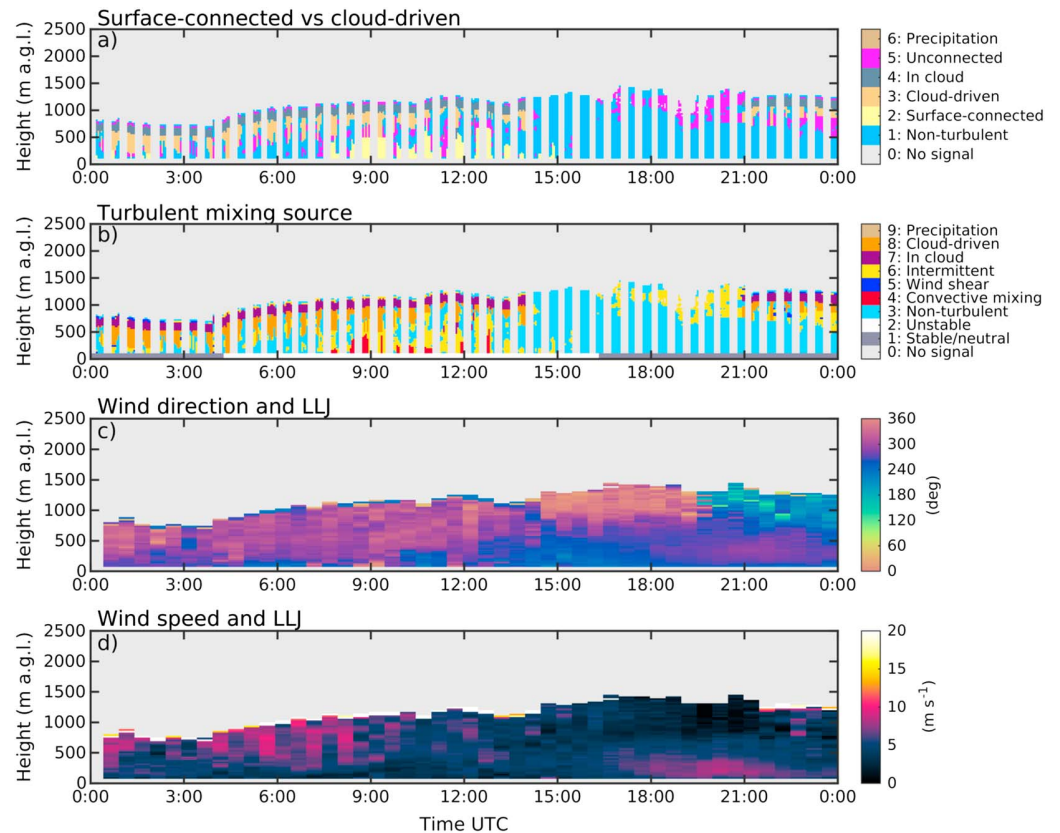 Surface-connected vs cloud-driven
a)
Height (m a.g.l.)
2500
2000
1500
1000
500
0
0:00 3:00 6:00 9:00 12:00 15:00 18:00 21:00 0:00
6: Precipitation
5: Unconnected
4: In cloud
3: Cloud-driven
2: Surface-connected
1: Non-turbulent
0: No signal
Turbulent mixing source
b)
Height (m a.g.l.)
2500
2000
1500
1000
500
0
0:00 3:00 6:00 9:00 12:00 15:00 18:00 21:00 0:00
9: Precipitation
8: Cloud-driven
7: In cloud
6: Intermittent
5: Wind shear
4: Convective mixing
3: Non-turbulent
2: Unstable
1: Stable/neutral
0: No signal
Wind direction and LLJ
c)
Height (m a.g.l.)
2500
2000
1500
1000
500
0
0:00 3:00 6:00 9:00 12:00 15:00 18:00 21:00 0:00
360
300
240
180
120
60
0
(deg)
Wind speed and LLJ
d)
Height (m a.g.l.)
2500
2000
1500
1000
500
0
0:00 3:00 6:00 9:00 12:00 15:00 18:00 21:00 0:00
20
15
10
5
0
(m s⁻¹)
Time UTC